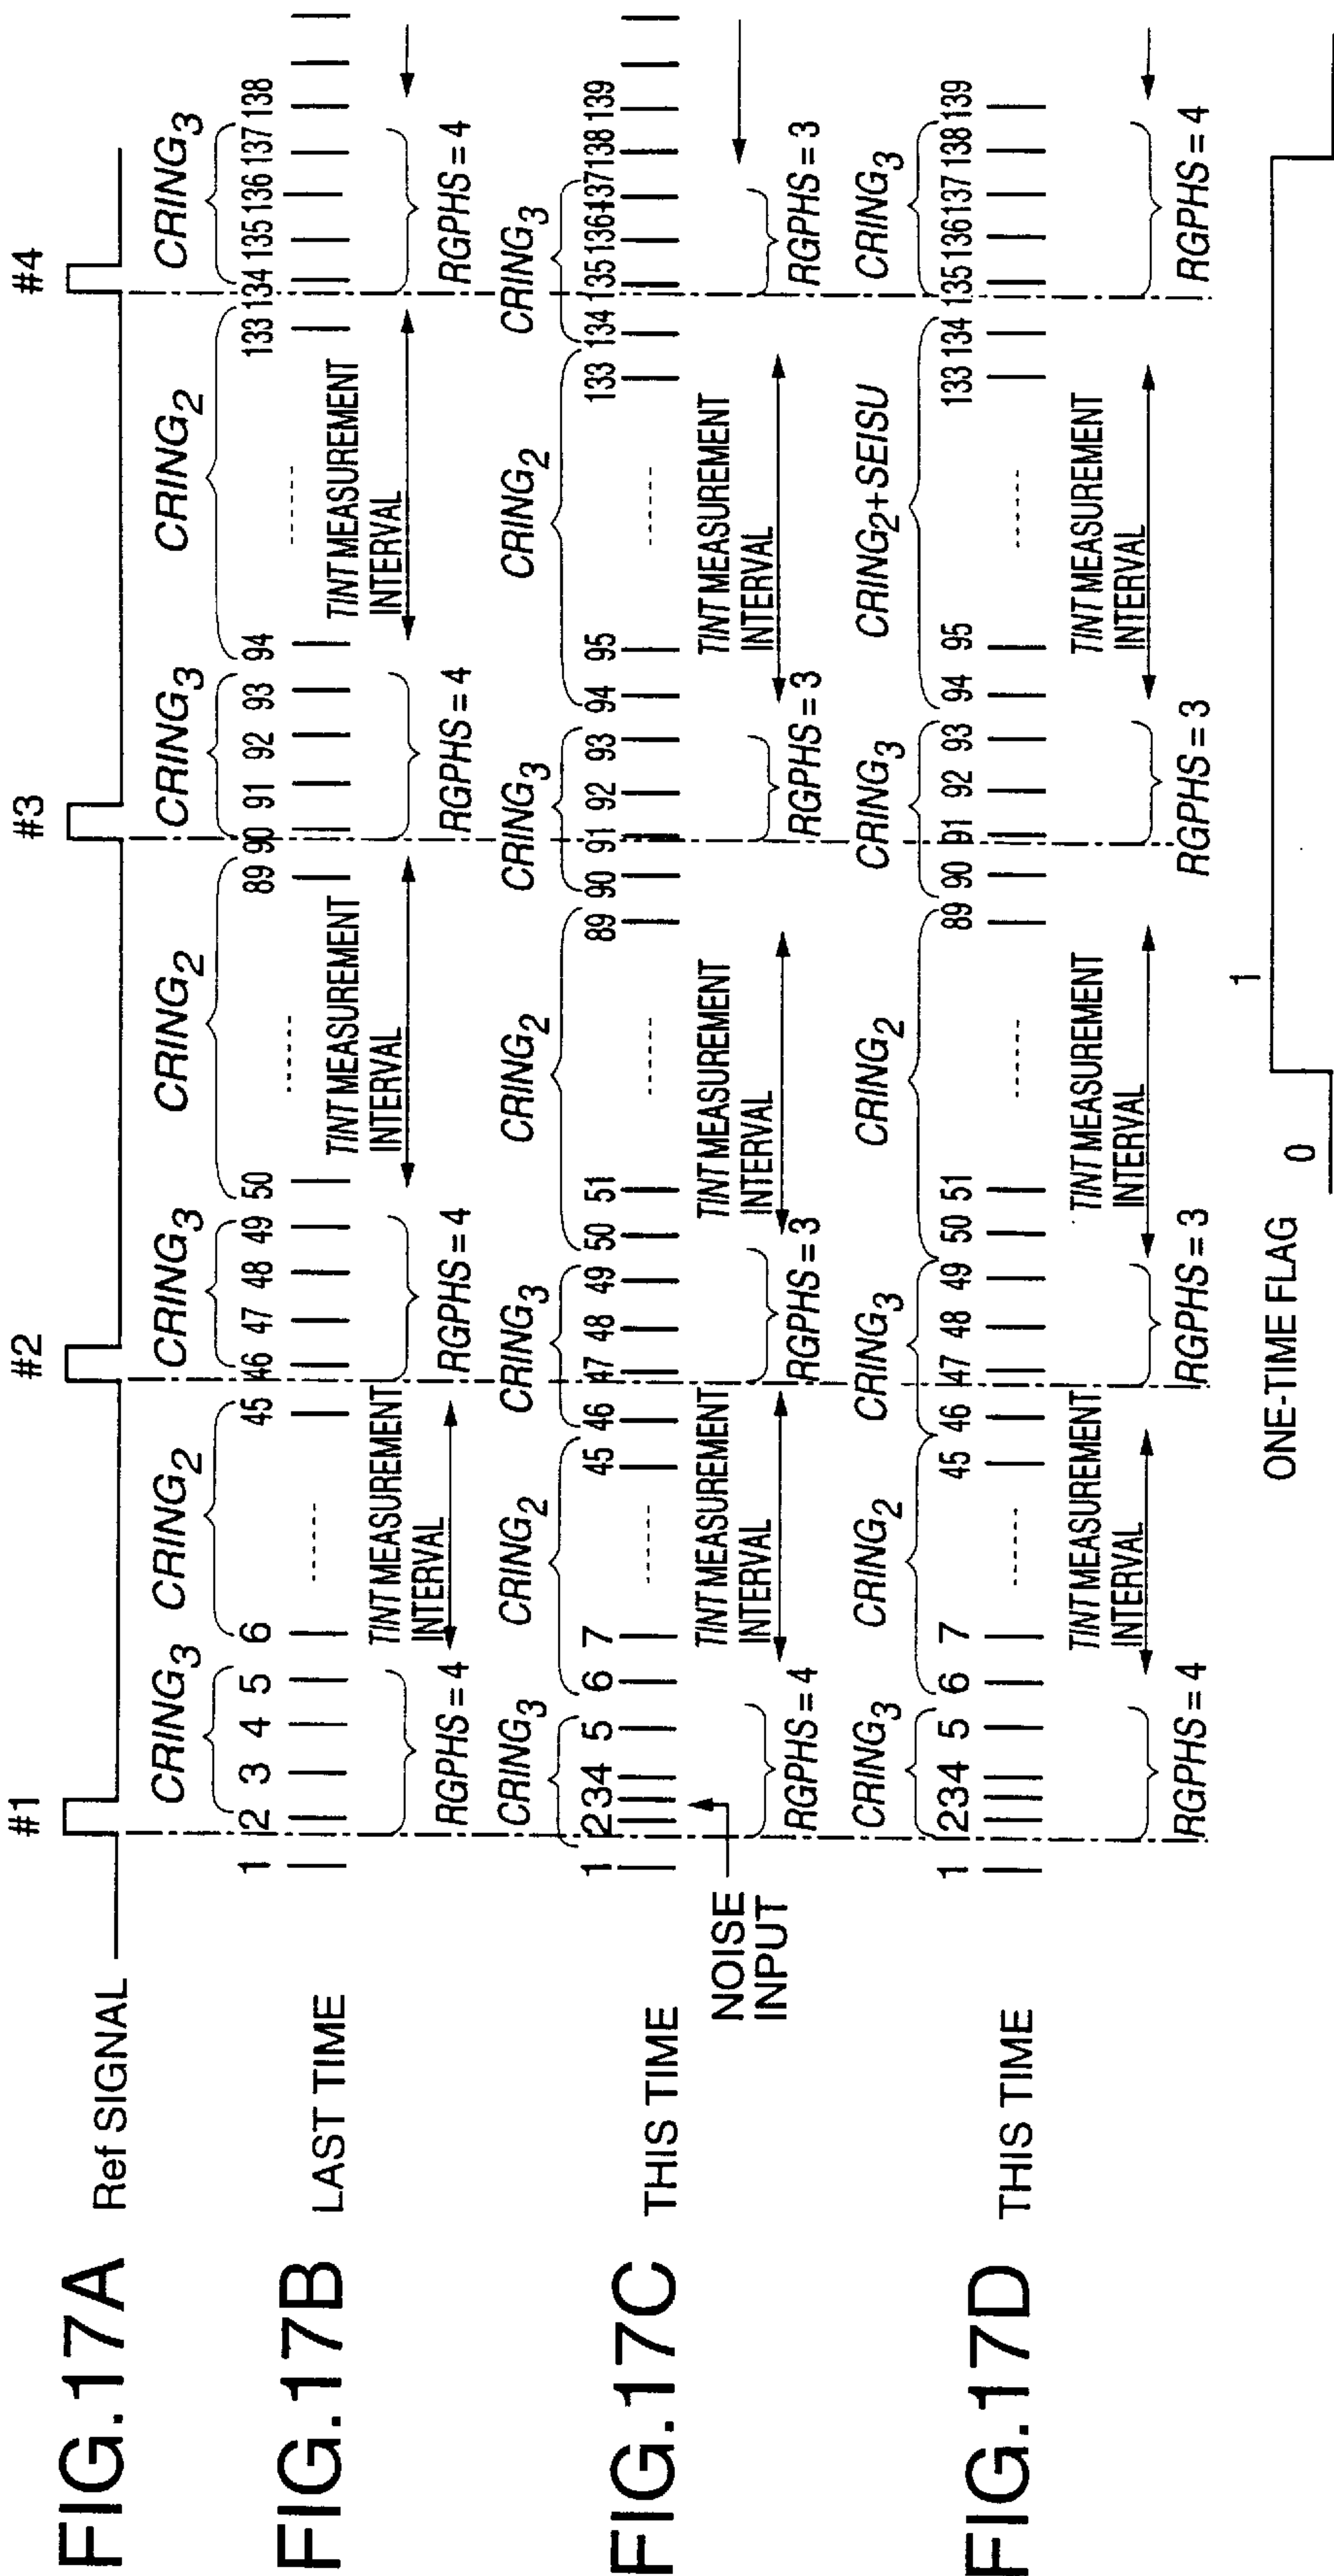 FIG.17A Ref SIGNAL
#1 #2 #3 #4
FIG.17B LAST TIME
CRING3 CRING2 CRING3 CRING2 CRING3 CRING2 CRING3
1 2 3 4 5 6 45 46 47 48 49 50 89 90 91 92 93 94 133 134 135 136 137 138
TINT MEASUREMENT INTERVAL
TINT MEASUREMENT INTERVAL
TINT MEASUREMENT INTERVAL
RGPHS = 4 RGPHS = 4 RGPHS = 4 RGPHS = 4
FIG.17C THIS TIME
CRING3 CRING2 CRING3 CRING2 CRING3 CRING2 CRING3
1 2 3 4 5 6 7 45 46 47 48 49 50 51 89 90 91 92 93 94 95 133 134 135 136 137 138 139
NOISE
INPUT
TINT MEASUREMENT INTERVAL
TINT MEASUREMENT INTERVAL
TINT MEASUREMENT INTERVAL
RGPHS = 4 RGPHS = 3 RGPHS = 3 RGPHS = 3
FIG.17D THIS TIME
CRING3 CRING2 CRING3 CRING2 CRING3 CRING2+SEISU CRING3
1 2 3 4 5 6 7 45 46 47 48 49 50 51 89 90 91 92 93 94 95 133 134 135 136 137 138 139
TINT MEASUREMENT INTERVAL
TINT MEASUREMENT INTERVAL
TINT MEASUREMENT INTERVAL
RGPHS = 4 RGPHS = 3 RGPHS = 3 RGPHS = 4
ONE-TIME FLAG
0 1